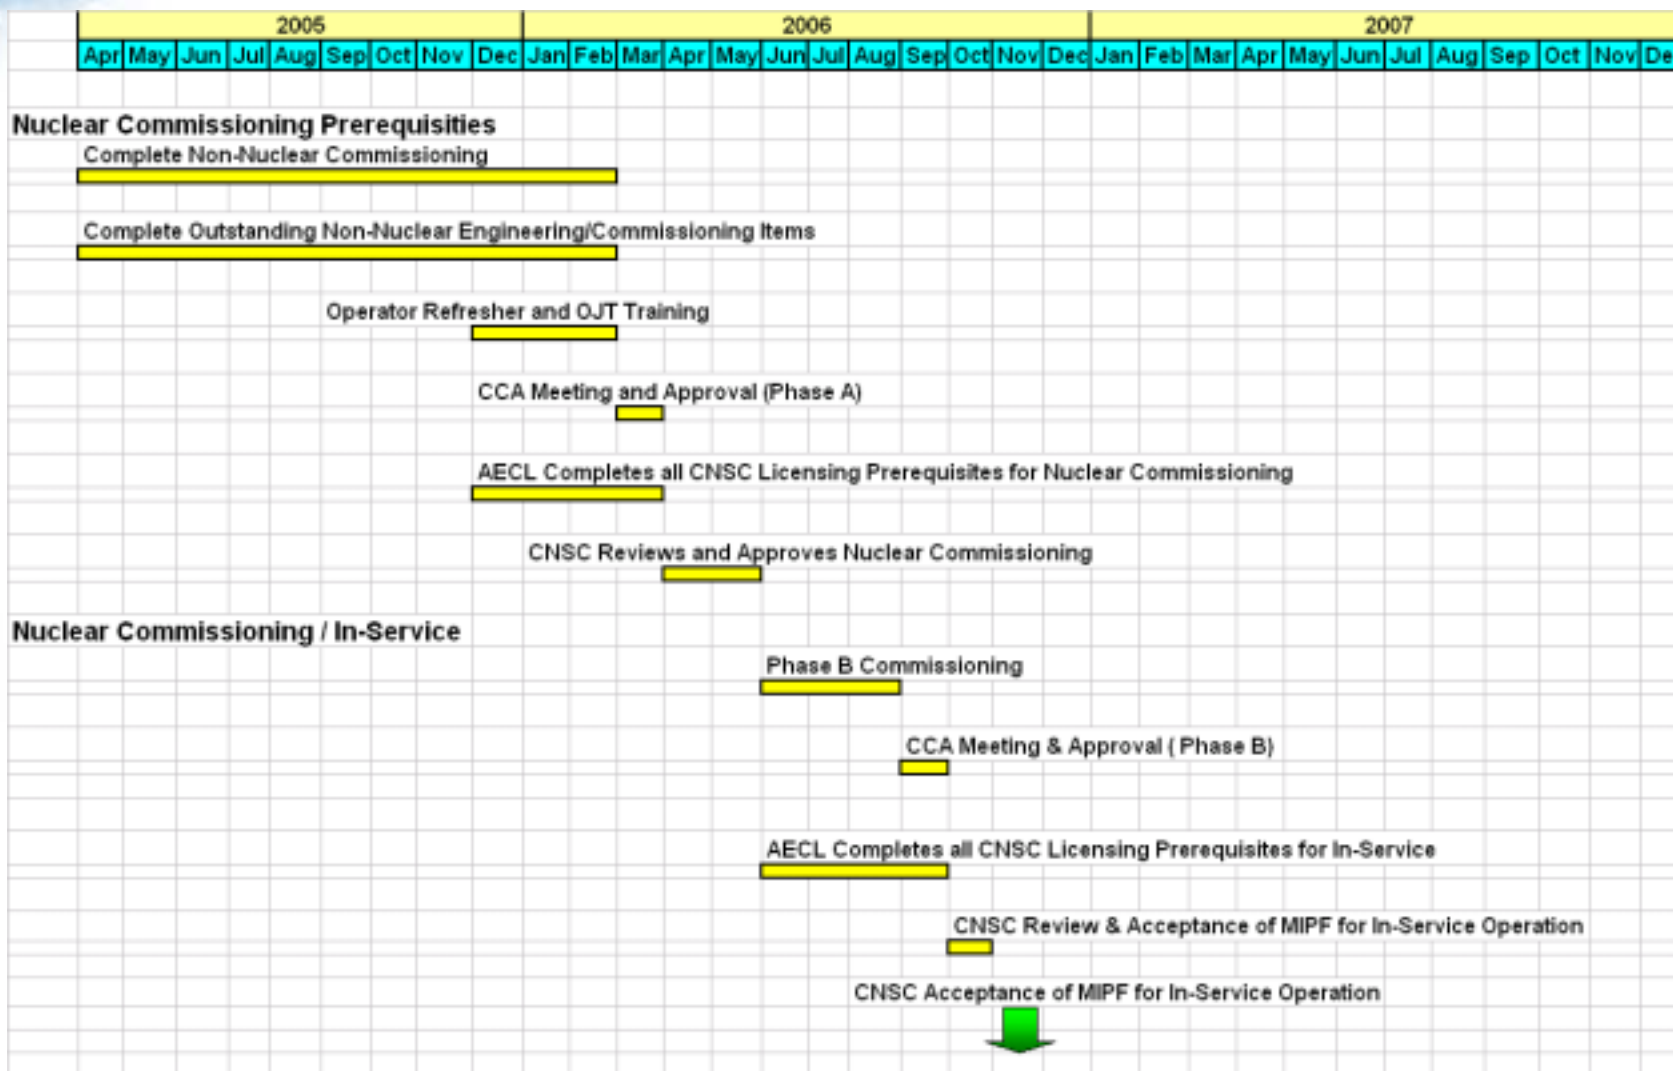 2005 2006 2007
Apr May Jun Jul Aug Sep Oct Nov Dec Jan Feb Mar Apr May Jun Jul Aug Sep Oct Nov Dec Jan Feb Mar Apr May Jun Jul Aug Sep Oct Nov De
Nuclear Commissioning Prerequisities
Complete Non-Nuclear Commissioning
Complete Outstanding Non-Nuclear Engineering/Commissioning Items
Operator Refresher and OJT Training
CCA Meeting and Approval (Phase A)
AECL Completes all CNSC Licensing Prerequisites for Nuclear Commissioning
CNSC Reviews and Approves Nuclear Commissioning
Nuclear Commissioning / In-Service
Phase B Commissioning
CCA Meeting & Approval ( Phase B)
AECL Completes all CNSC Licensing Prerequisites for In-Service
CNSC Review & Acceptance of MIPF for In-Service Operation
CNSC Acceptance of MIPF for In-Service Operation